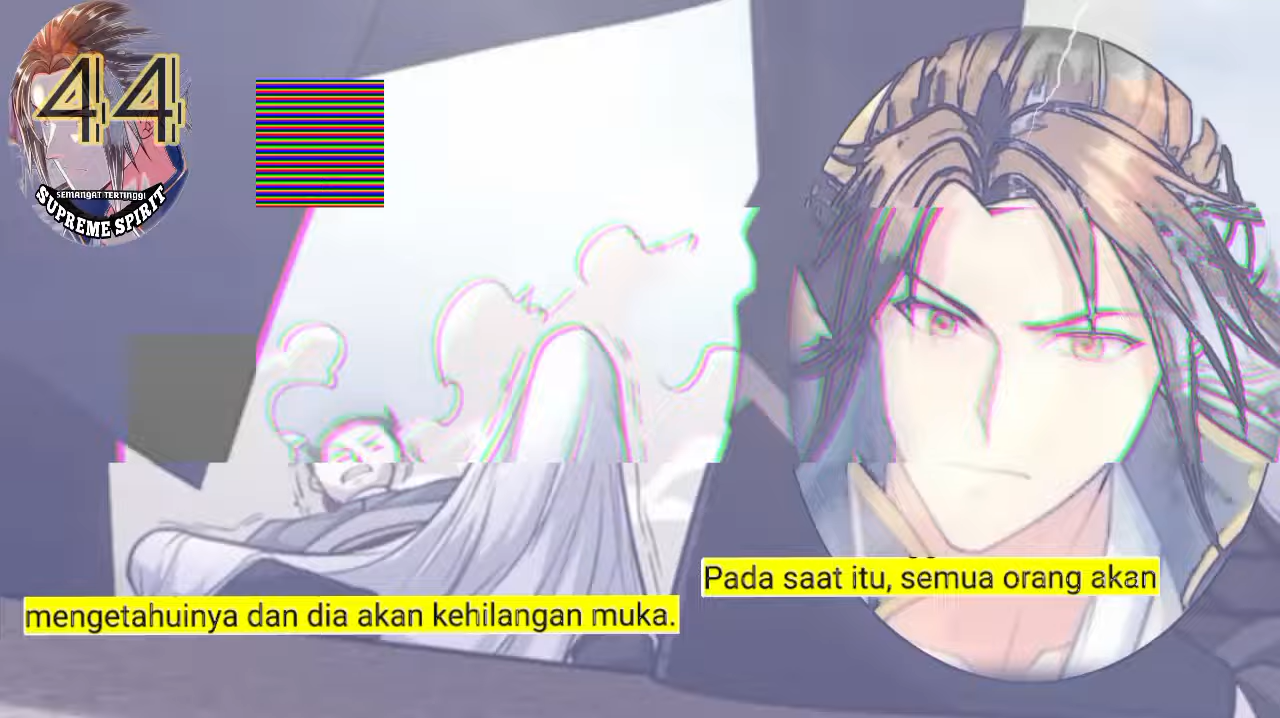 44
SEMANGAT TERTINGGI
SUPREME SPIRIT
Pada saat itu, semua orang akan
mengetahuinya dan dia akan kehilangan muka.